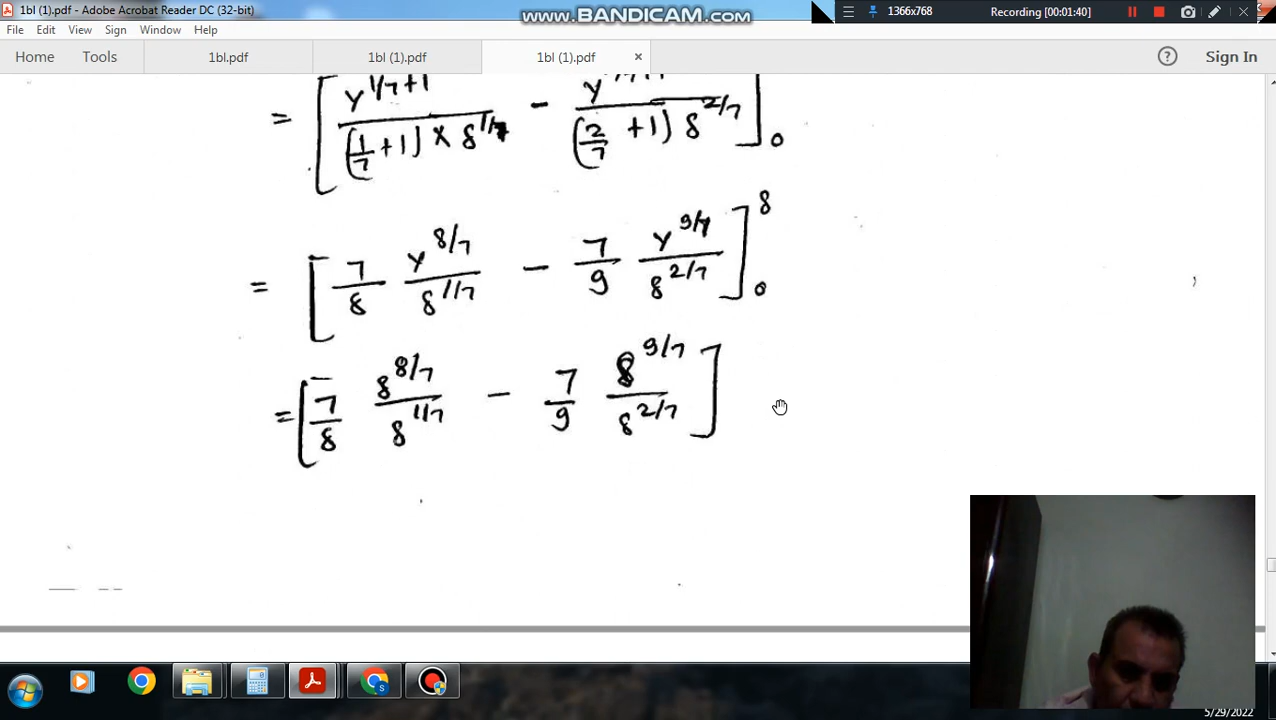 1bl (1).pdf - Adobe Acrobat Reader DC (32-bit)
www.BANDICAM.com
1366x768
Recording [00:01:40]
File Edit View Sign Window Help
Home Tools 1bl.pdf 1bl (1).pdf 1bl (1).pdf × Sign In
= [ y^(1/7+1) / ((1/7 +1) × 8^(1/7)) - y / ((2/7 +1) 8^(2/7)) ]_0
= [ 7/8 y^(8/7) / 8^(1/7) - 7/9 y^(9/7) / 8^(2/7) ]_0^8
= [ 7/8 8^(8/7) / 8^(1/7) - 7/9 8^(9/7) / 8^(2/7) ]
5/29/2022